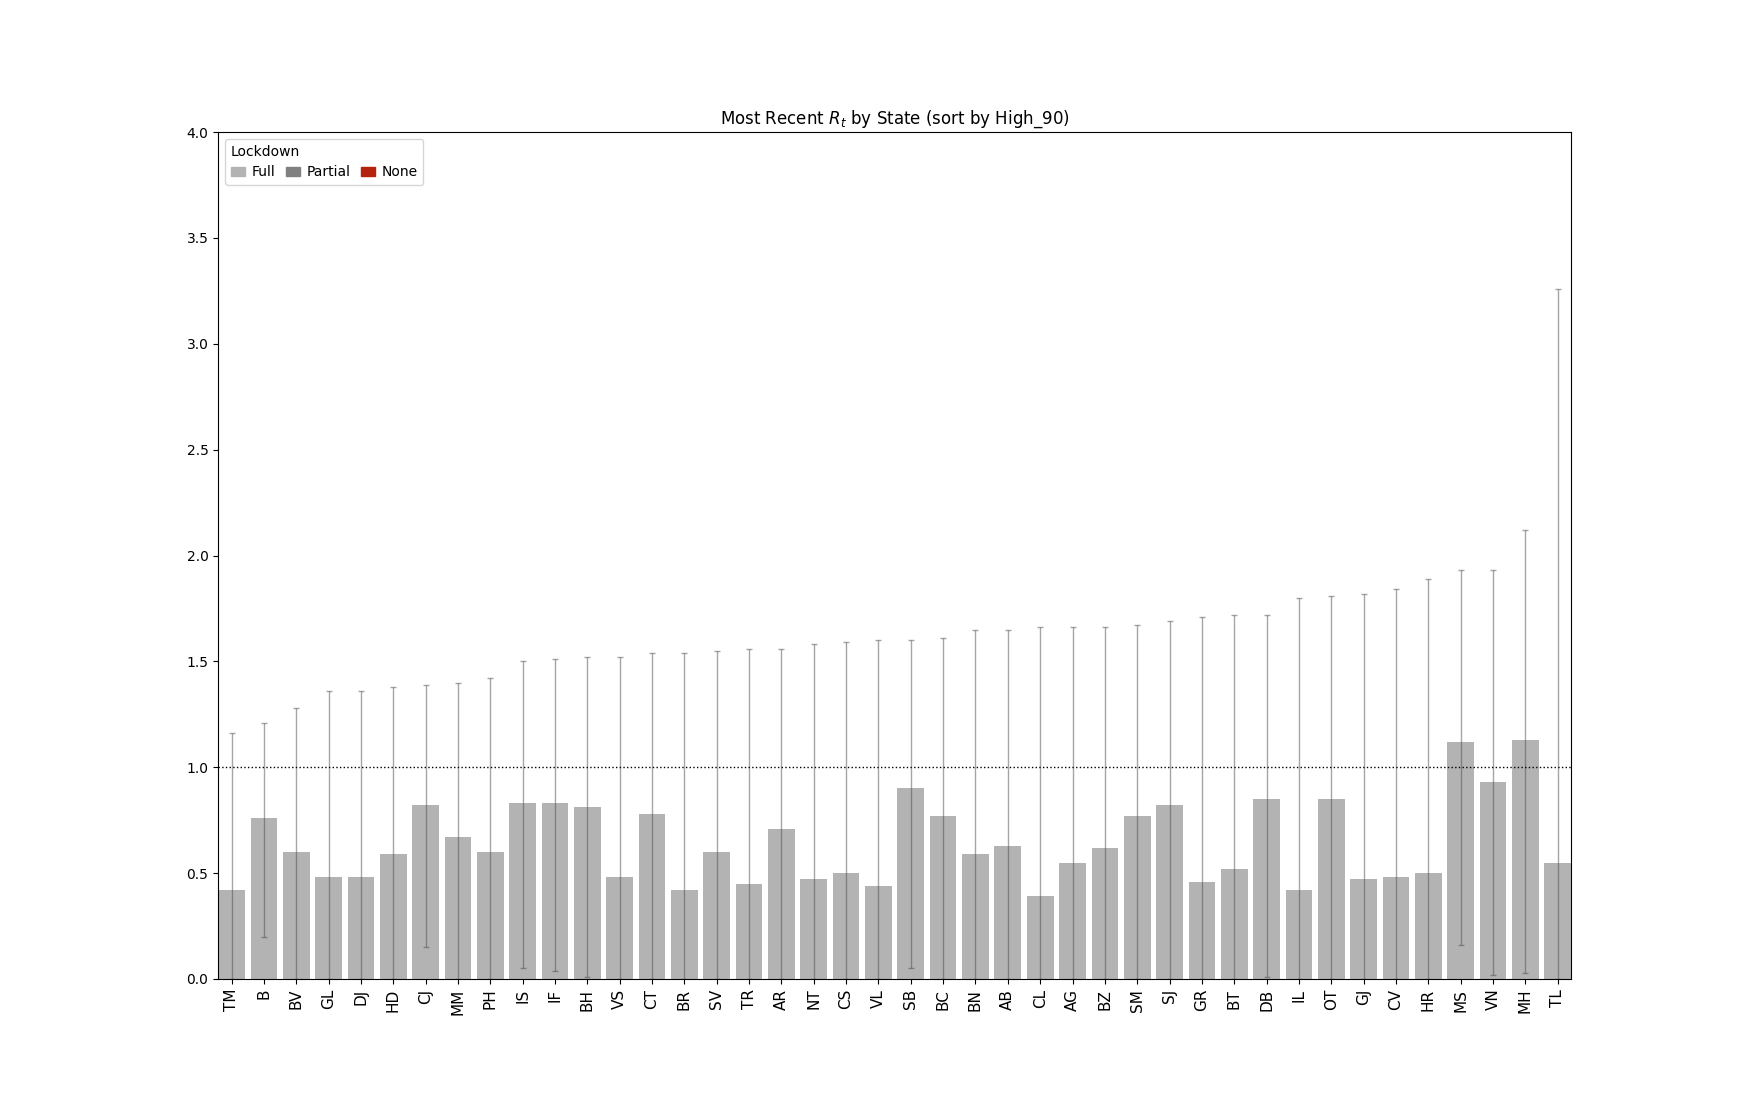 Most Recent R_t by State (sort by High_90)
4.0
3.5
3.0
2.5
2.0
1.5
1.0
0.5
0.0
Lockdown
Full Partial None
TM B BV GL DJ HD CJ MM PH IS IF BH VS CT BR SV TR AR NT CS VL SB BC BN AB CL AG BZ SM SJ GR BT DB IL OT GJ CV HR MS VN MH TL